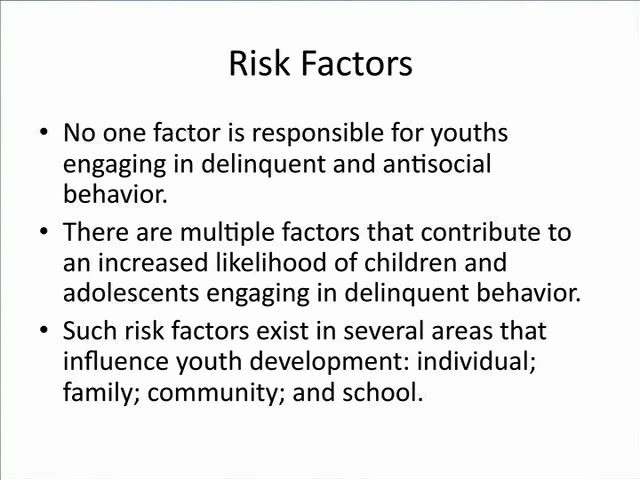 Risk Factors
• No one factor is responsible for youths
engaging in delinquent and antisocial
behavior.
• There are multiple factors that contribute to
an increased likelihood of children and
adolescents engaging in delinquent behavior.
• Such risk factors exist in several areas that
influence youth development: individual;
family; community; and school.